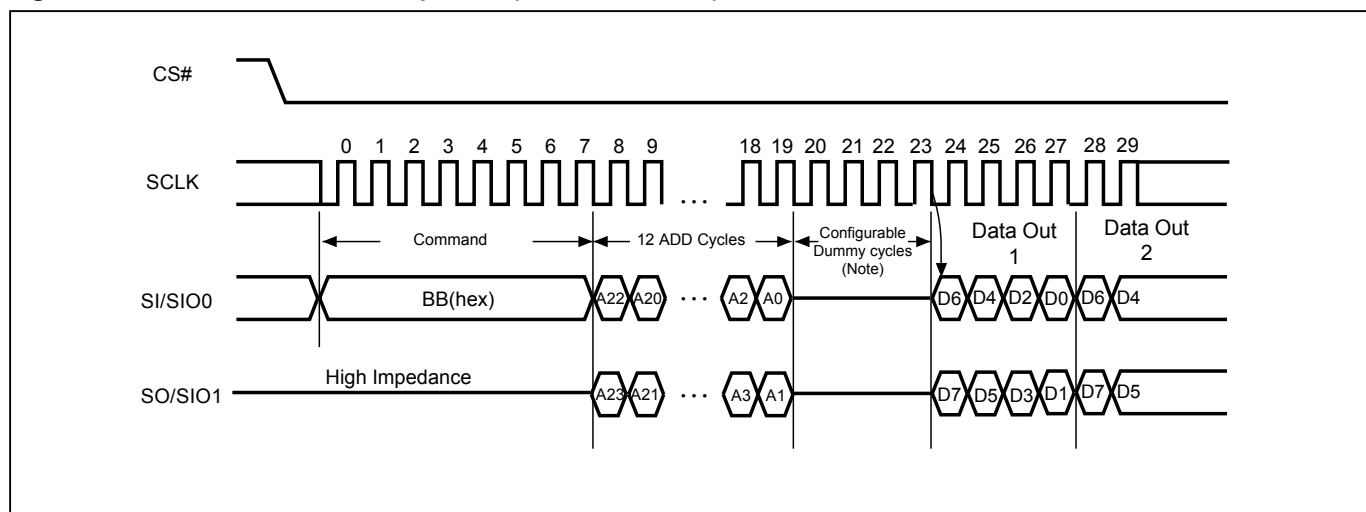 CS#
0 1 2 3 4 5 6 7 8 9 18 19 20 21 22 23 24 25 26 27 28 29
SCLK
...
Command
12 ADD Cycles
Configurable
Dummy cycles
(Note)
Data Out
1
Data Out
2
SI/SIO0
BB(hex)
A22 A20 ... A2 A0
D6 D4 D2 D0 D6 D4
High Impedance
SO/SIO1
A23 A21 ... A3 A1
D7 D5 D3 D1 D7 D5